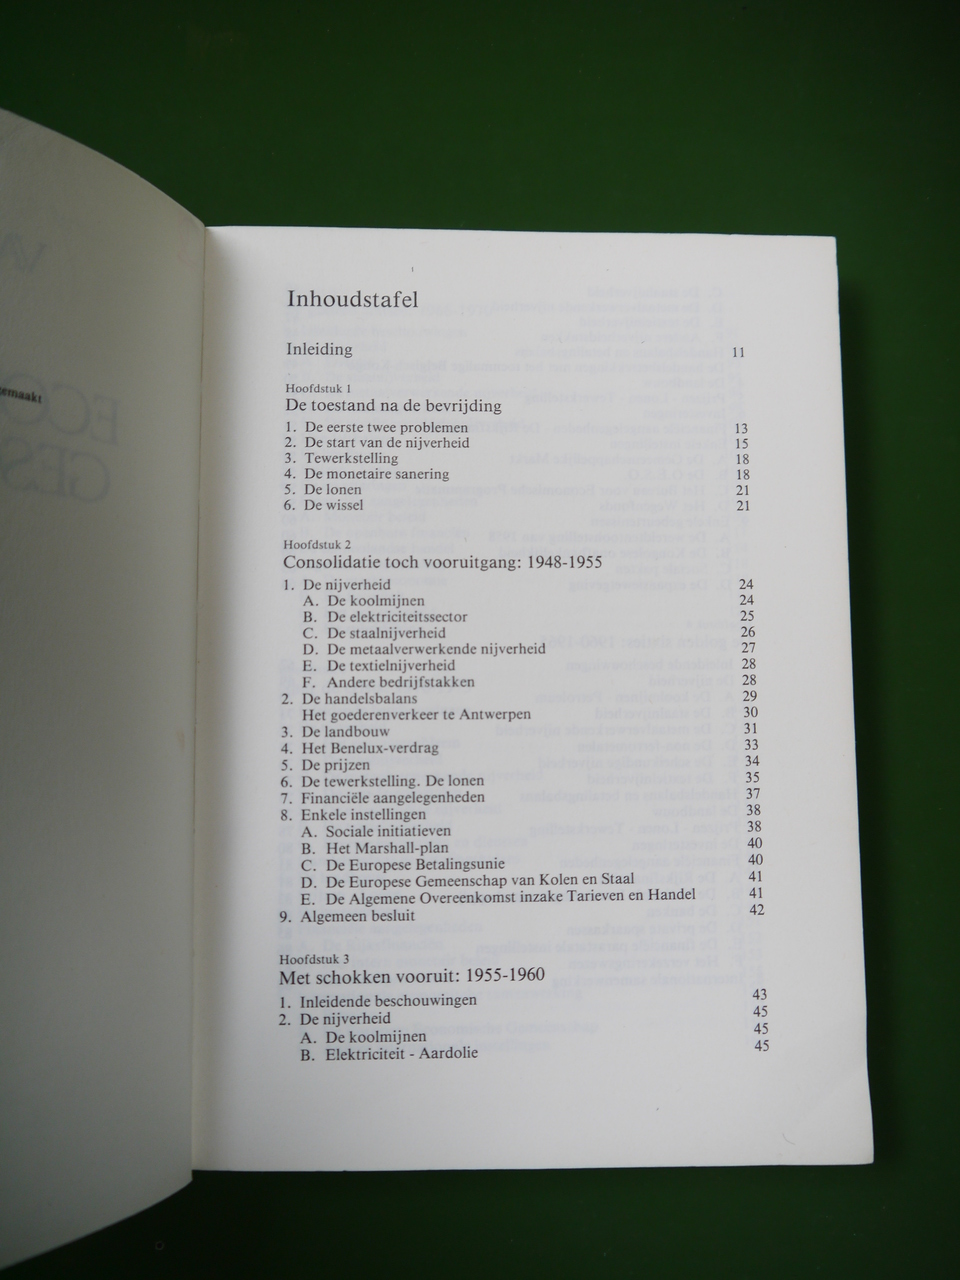 emaakt
Inhoudstafel
Inleiding 11
Hoofdstuk 1
De toestand na de bevrijding
1. De eerste twee problemen 13
2. De start van de nijverheid 15
3. Tewerkstelling 18
4. De monetaire sanering 18
5. De lonen 21
6. De wissel 21
Hoofdstuk 2
Consolidatie toch vooruitgang: 1948-1955
1. De nijverheid 24
A. De koolmijnen 24
B. De elektriciteitssector 25
C. De staalnijverheid 26
D. De metaalverwerkende nijverheid 27
E. De textielnijverheid 28
F. Andere bedrijfstakken 28
2. De handelsbalans 29
Het goederenverkeer te Antwerpen 30
3. De landbouw 31
4. Het Benelux-verdrag 33
5. De prijzen 34
6. De tewerkstelling. De lonen 35
7. Financiële aangelegenheden 37
8. Enkele instellingen 38
A. Sociale initiatieven 38
B. Het Marshall-plan 40
C. De Europese Betalingsunie 40
D. De Europese Gemeenschap van Kolen en Staal 41
E. De Algemene Overeenkomst inzake Tarieven en Handel 41
9. Algemeen besluit 42
Hoofdstuk 3
Met schokken vooruit: 1955-1960
1. Inleidende beschouwingen 43
2. De nijverheid 45
A. De koolmijnen 45
B. Elektriciteit - Aardolie 45